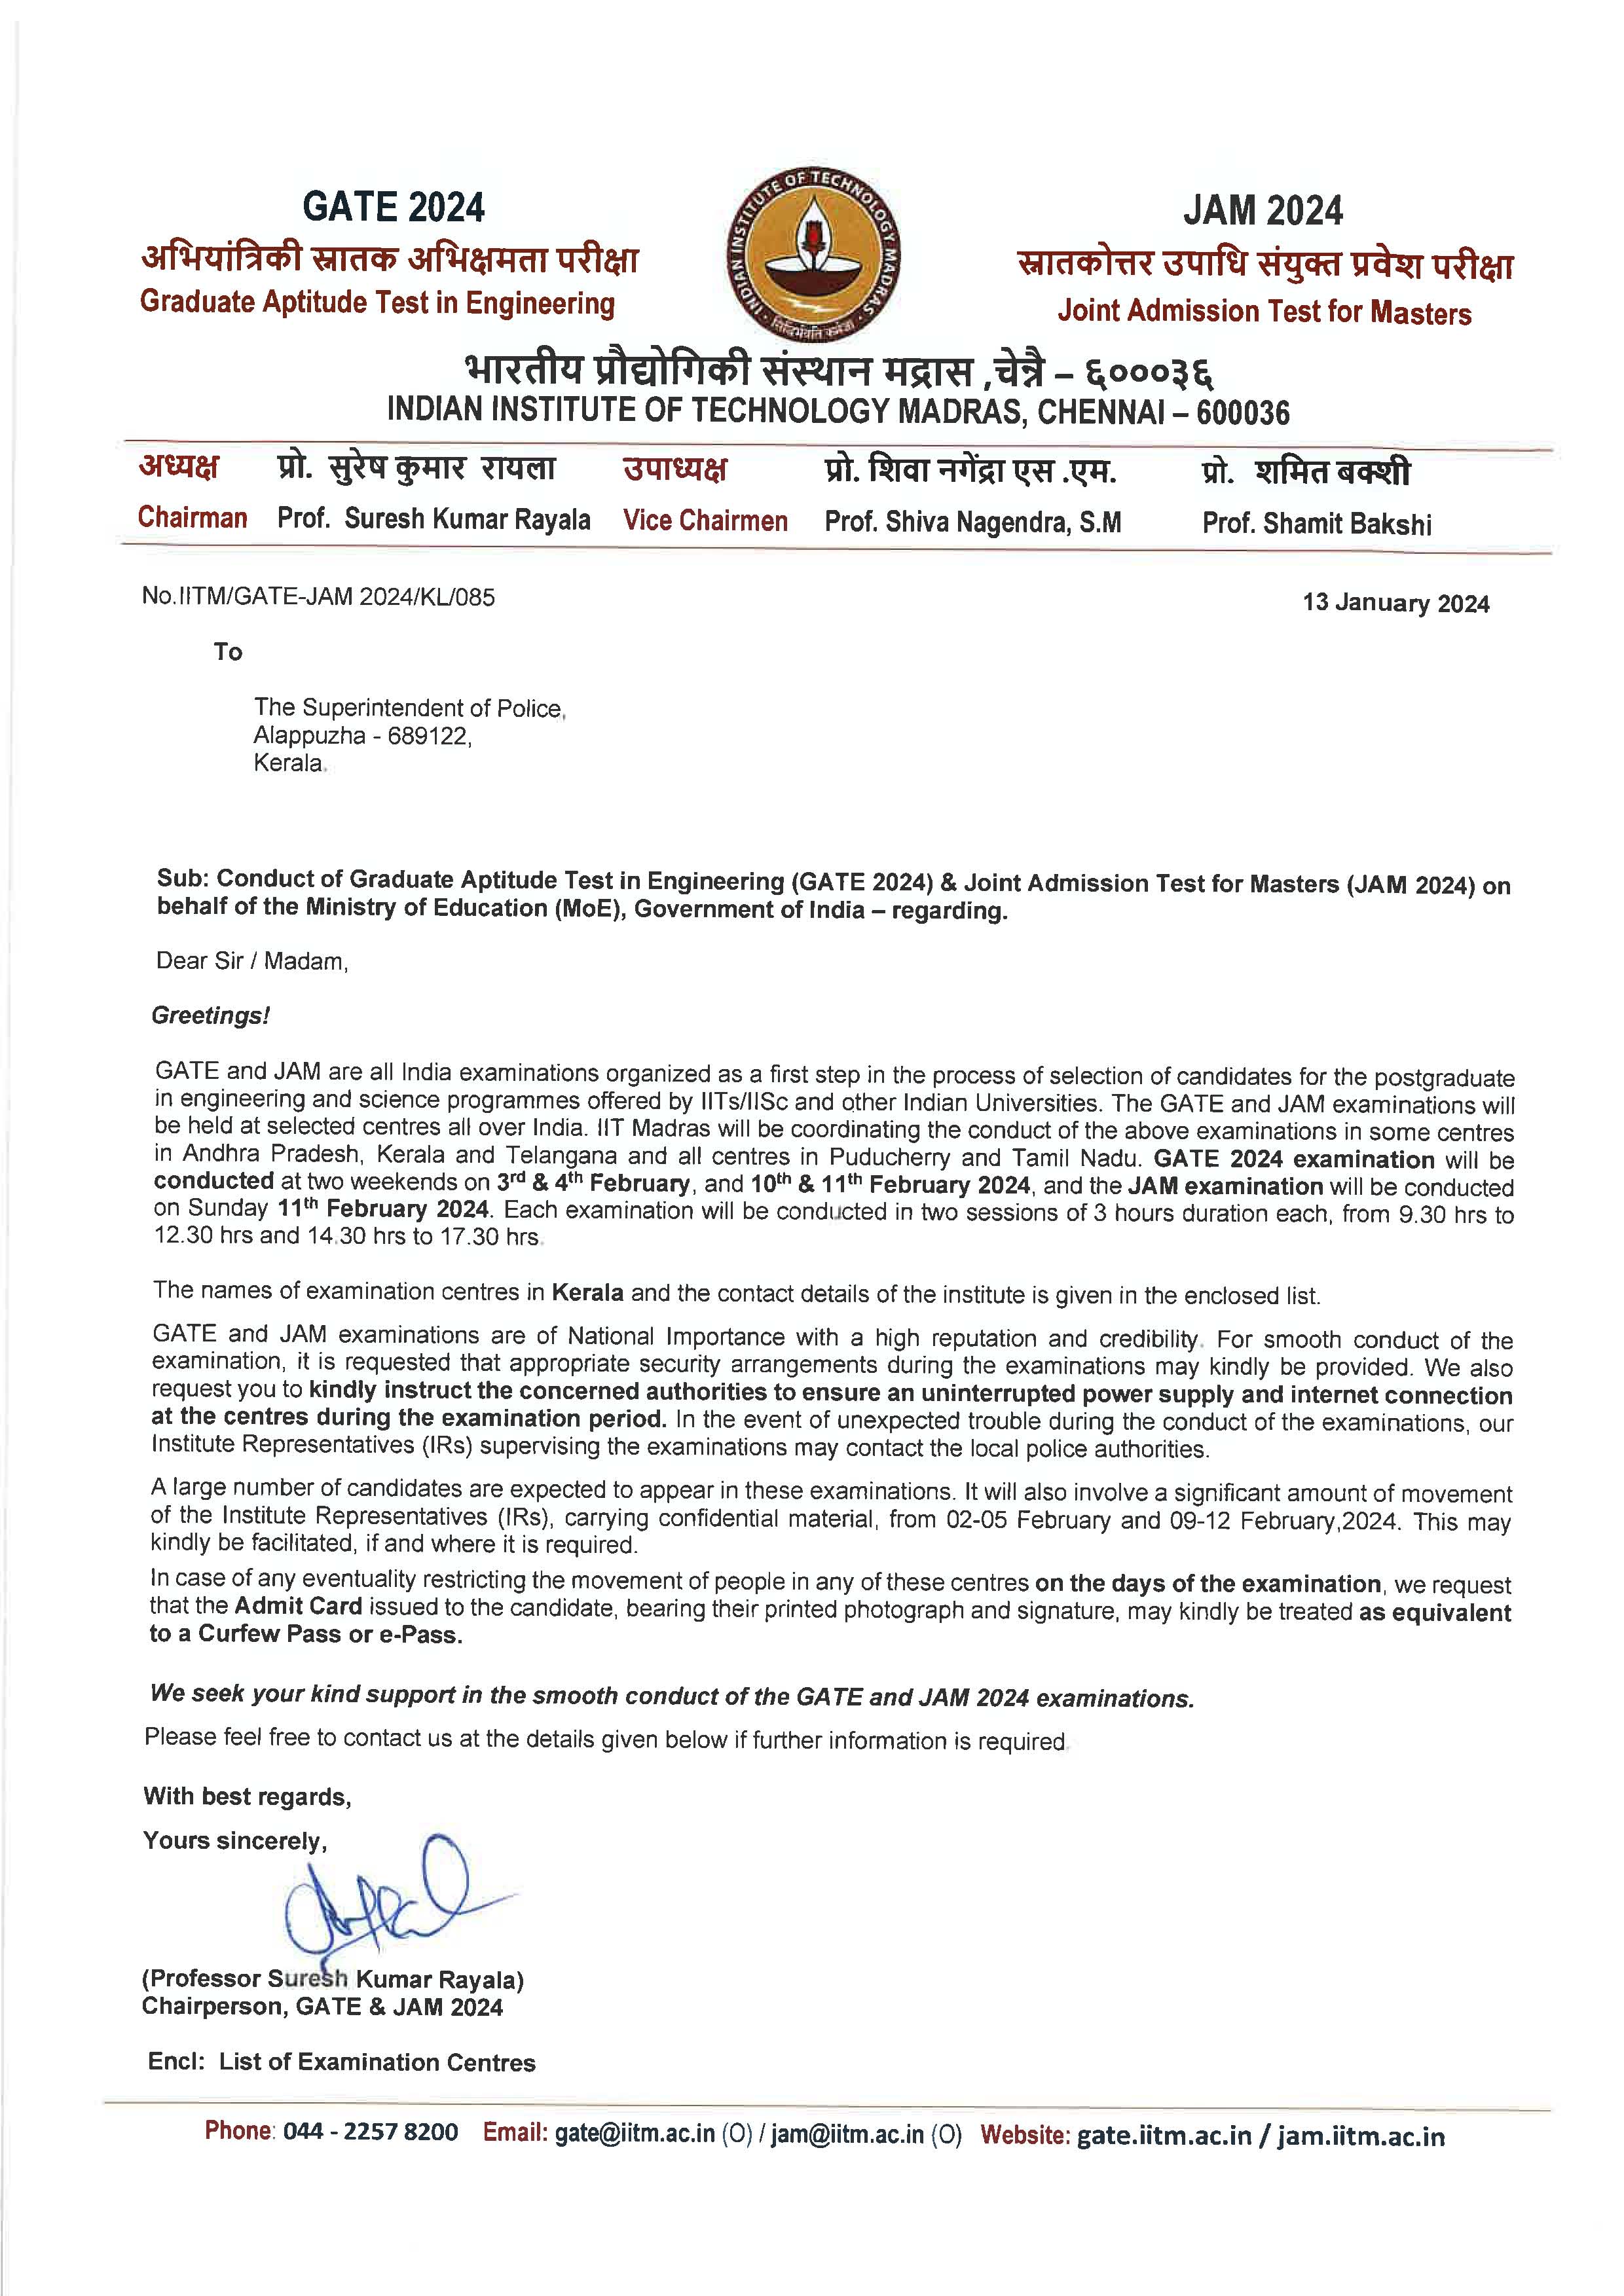 GATE 2024
अभियांत्रिकी स्नातक अभिक्षमता परीक्षा
Graduate Aptitude Test in Engineering
INDIAN INSTITUTE OF TECHNOLOGY MADRAS
सिद्धिर्भवति कर्मजा
JAM 2024
स्नातकोत्तर उपाधि संयुक्त प्रवेश परीक्षा
Joint Admission Test for Masters
भारतीय प्रौद्योगिकी संस्थान मद्रास ,चेन्नै – ६०००३६
INDIAN INSTITUTE OF TECHNOLOGY MADRAS, CHENNAI – 600036
अध्यक्ष प्रो. सुरेष कुमार रायला उपाध्यक्ष प्रो. शिवा नगेंद्रा एस .एम. प्रो. शमित बक्शी
Chairman Prof. Suresh Kumar Rayala Vice Chairmen Prof. Shiva Nagendra, S.M Prof. Shamit Bakshi
No.IITM/GATE-JAM 2024/KL/085 13 January 2024
To
The Superintendent of Police,
Alappuzha - 689122,
Kerala.
Sub: Conduct of Graduate Aptitude Test in Engineering (GATE 2024) & Joint Admission Test for Masters (JAM 2024) on
behalf of the Ministry of Education (MoE), Government of India – regarding.
Dear Sir / Madam,
Greetings!
GATE and JAM are all India examinations organized as a first step in the process of selection of candidates for the postgraduate
in engineering and science programmes offered by IITs/IISc and other Indian Universities. The GATE and JAM examinations will
be held at selected centres all over India. IIT Madras will be coordinating the conduct of the above examinations in some centres
in Andhra Pradesh, Kerala and Telangana and all centres in Puducherry and Tamil Nadu. GATE 2024 examination will be
conducted at two weekends on 3rd & 4th February, and 10th & 11th February 2024, and the JAM examination will be conducted
on Sunday 11th February 2024. Each examination will be conducted in two sessions of 3 hours duration each, from 9.30 hrs to
12.30 hrs and 14.30 hrs to 17.30 hrs.
The names of examination centres in Kerala and the contact details of the institute is given in the enclosed list.
GATE and JAM examinations are of National Importance with a high reputation and credibility. For smooth conduct of the
examination, it is requested that appropriate security arrangements during the examinations may kindly be provided. We also
request you to kindly instruct the concerned authorities to ensure an uninterrupted power supply and internet connection
at the centres during the examination period. In the event of unexpected trouble during the conduct of the examinations, our
Institute Representatives (IRs) supervising the examinations may contact the local police authorities.
A large number of candidates are expected to appear in these examinations. It will also involve a significant amount of movement
of the Institute Representatives (IRs), carrying confidential material, from 02-05 February and 09-12 February,2024. This may
kindly be facilitated, if and where it is required.
In case of any eventuality restricting the movement of people in any of these centres on the days of the examination, we request
that the Admit Card issued to the candidate, bearing their printed photograph and signature, may kindly be treated as equivalent
to a Curfew Pass or e-Pass.
We seek your kind support in the smooth conduct of the GATE and JAM 2024 examinations.
Please feel free to contact us at the details given below if further information is required.
With best regards,
Yours sincerely,
(Professor Suresh Kumar Rayala)
Chairperson, GATE & JAM 2024
Encl: List of Examination Centres
Phone: 044 - 2257 8200 Email: gate@iitm.ac.in (O) / jam@iitm.ac.in (O) Website: gate.iitm.ac.in / jam.iitm.ac.in